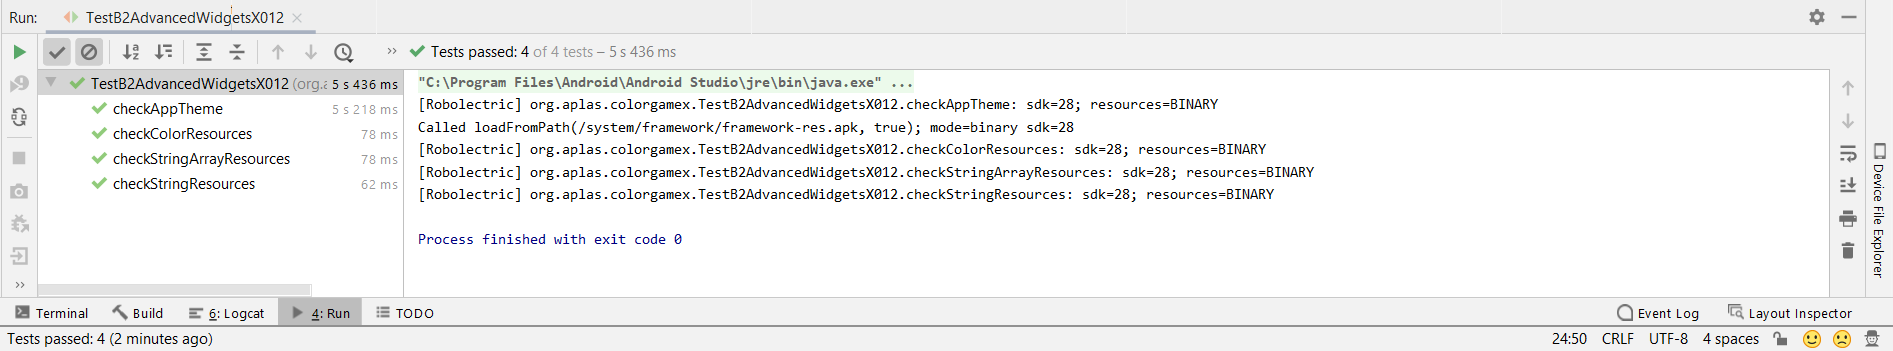 Run: TestB2AdvancedWidgetsX012
Tests passed: 4 of 4 tests – 5 s 436 ms
TestB2AdvancedWidgetsX012 (org.a 5 s 436 ms
checkAppTheme 5 s 218 ms
checkColorResources 78 ms
checkStringArrayResources 78 ms
checkStringResources 62 ms
"C:\Program Files\Android\Android Studio\jre\bin\java.exe" ...
[Robolectric] org.aplas.colorgamex.TestB2AdvancedWidgetsX012.checkAppTheme: sdk=28; resources=BINARY
Called loadFromPath(/system/framework/framework-res.apk, true); mode=binary sdk=28
[Robolectric] org.aplas.colorgamex.TestB2AdvancedWidgetsX012.checkColorResources: sdk=28; resources=BINARY
[Robolectric] org.aplas.colorgamex.TestB2AdvancedWidgetsX012.checkStringArrayResources: sdk=28; resources=BINARY
[Robolectric] org.aplas.colorgamex.TestB2AdvancedWidgetsX012.checkStringResources: sdk=28; resources=BINARY
Process finished with exit code 0
Device File Explorer
Terminal Build 6: Logcat 4: Run TODO Event Log Layout Inspector
Tests passed: 4 (2 minutes ago) 24:50 CRLF UTF-8 4 spaces